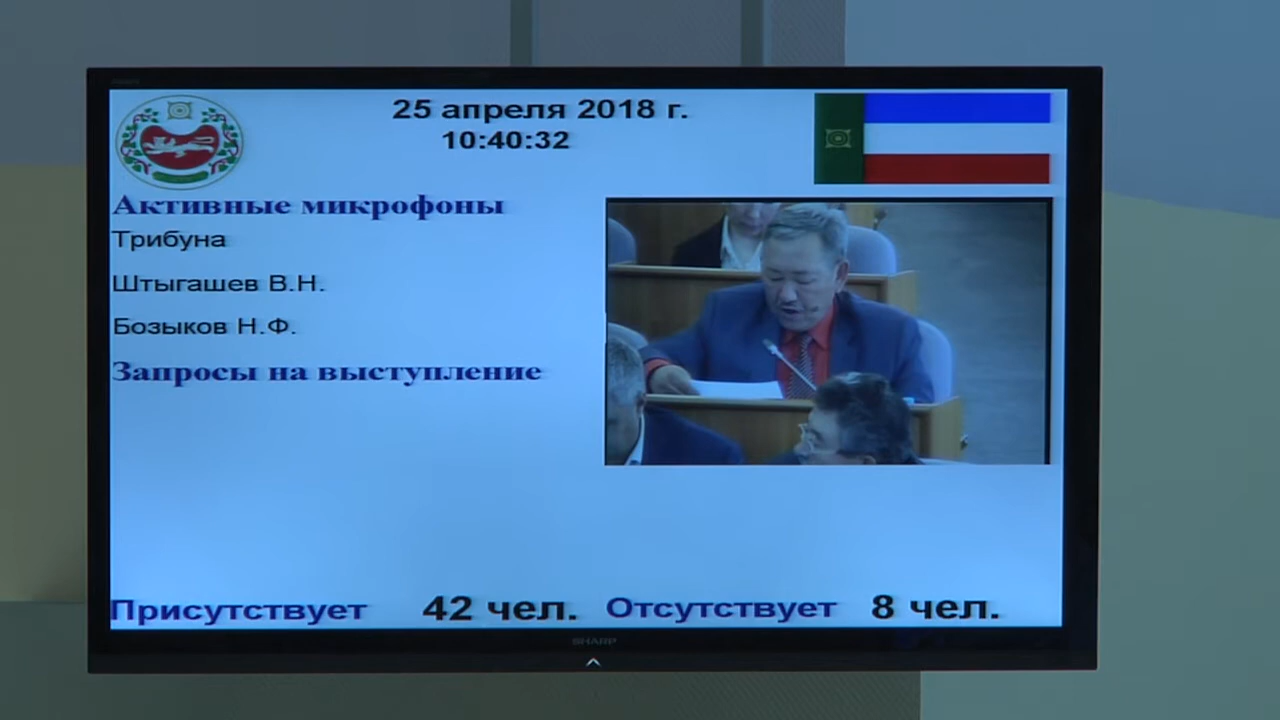 25 апреля 2018 г.
10:40:32
Активные микрофоны
Трибуна
Штыгашев В.Н.
Бозыков Н.Ф.
Запросы на выступление
Присутствует 42 чел. Отсутствует 8 чел.
SHARP